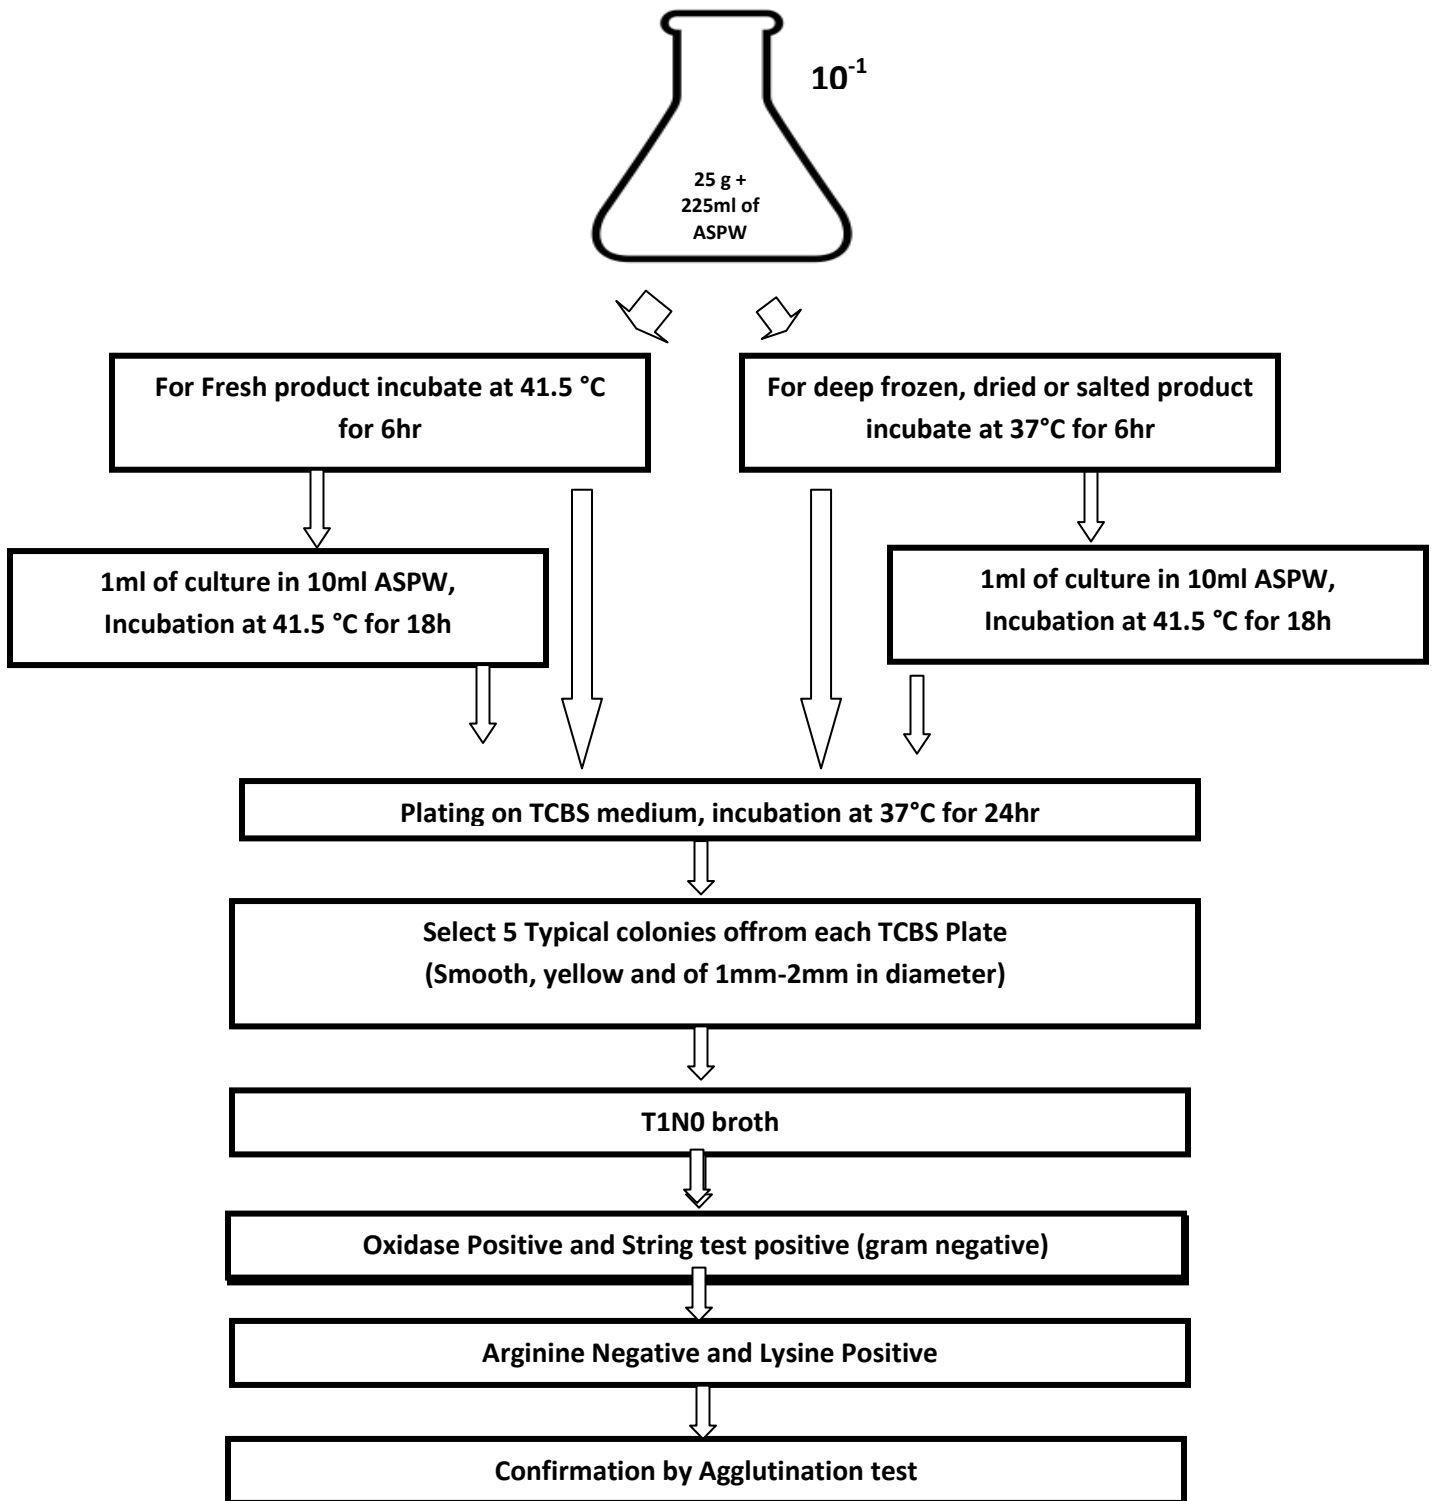 10⁻¹
25 g +
225ml of
ASPW
For Fresh product incubate at 41.5 °C
for 6hr
For deep frozen, dried or salted product
incubate at 37°C for 6hr
1ml of culture in 10ml ASPW,
Incubation at 41.5 °C for 18h
1ml of culture in 10ml ASPW,
Incubation at 41.5 °C for 18h
Plating on TCBS medium, incubation at 37°C for 24hr
Select 5 Typical colonies offrom each TCBS Plate
(Smooth, yellow and of 1mm-2mm in diameter)
T1N0 broth
Oxidase Positive and String test positive (gram negative)
Arginine Negative and Lysine Positive
Confirmation by Agglutination test